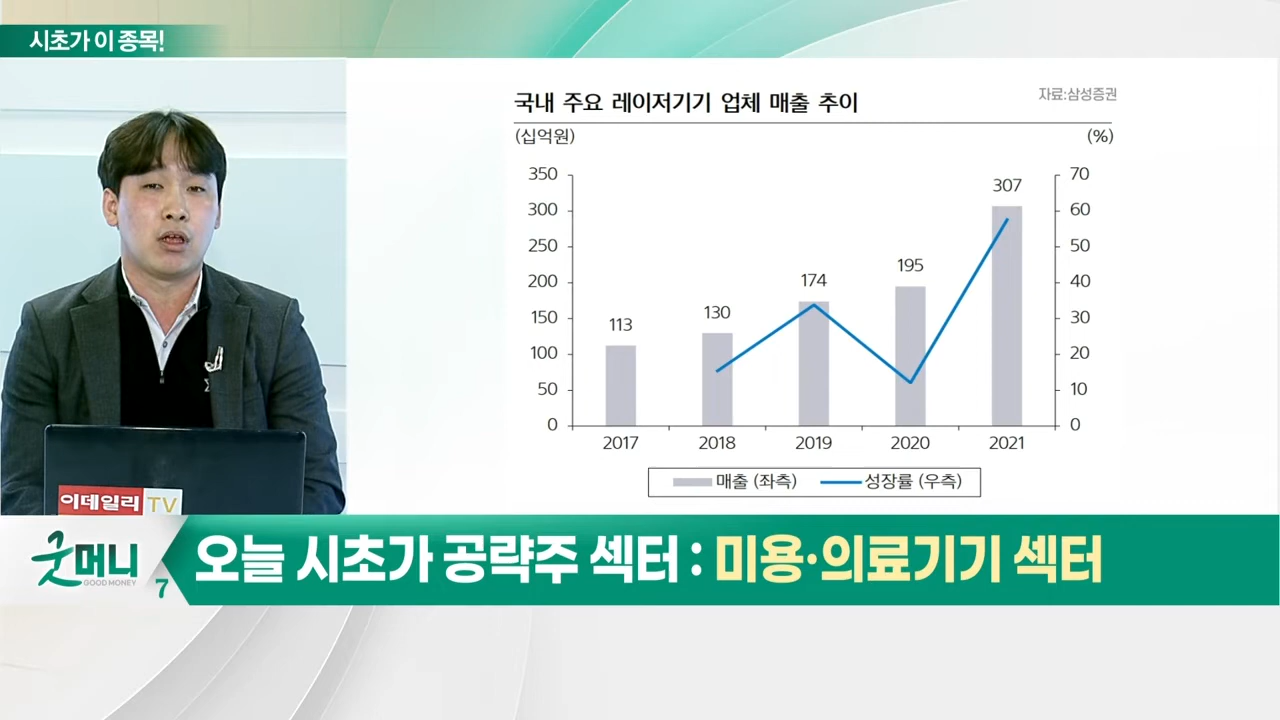 시초가 이 종목!
국내 주요 레이저기기 업체 매출 추이
자료:삼성증권
(십억원)
(%)
350
300
250
200
150
100
50
0
113
130
174
195
307
70
60
50
40
30
20
10
0
2017 2018 2019 2020 2021
매출 (좌측) 성장률 (우측)
이데일리 TV
굿머니
GOOD MONEY
7
오늘 시초가 공략주 섹터 : 미용·의료기기 섹터